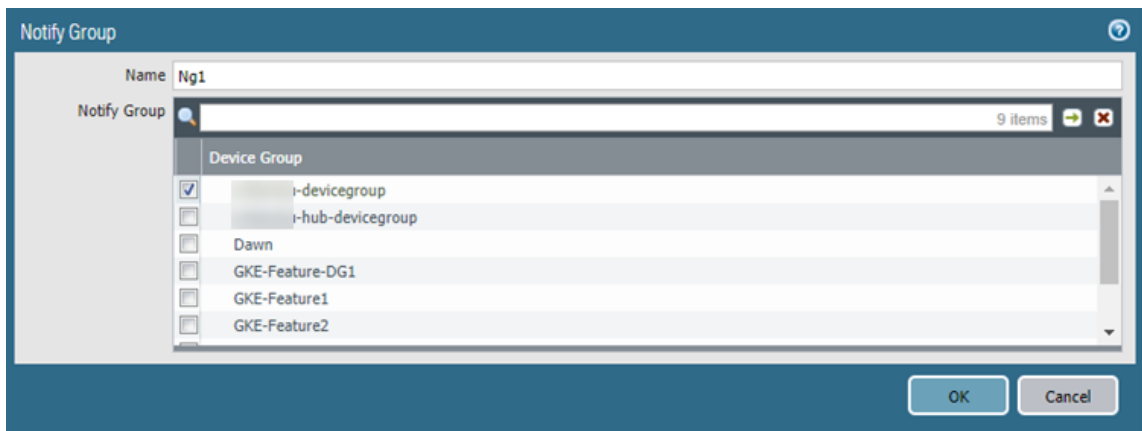 Notify Group
Name Ng1
Notify Group
9 items
Device Group
-devicegroup
-hub-devicegroup
Dawn
GKE-Feature-DG1
GKE-Feature1
GKE-Feature2
OK Cancel